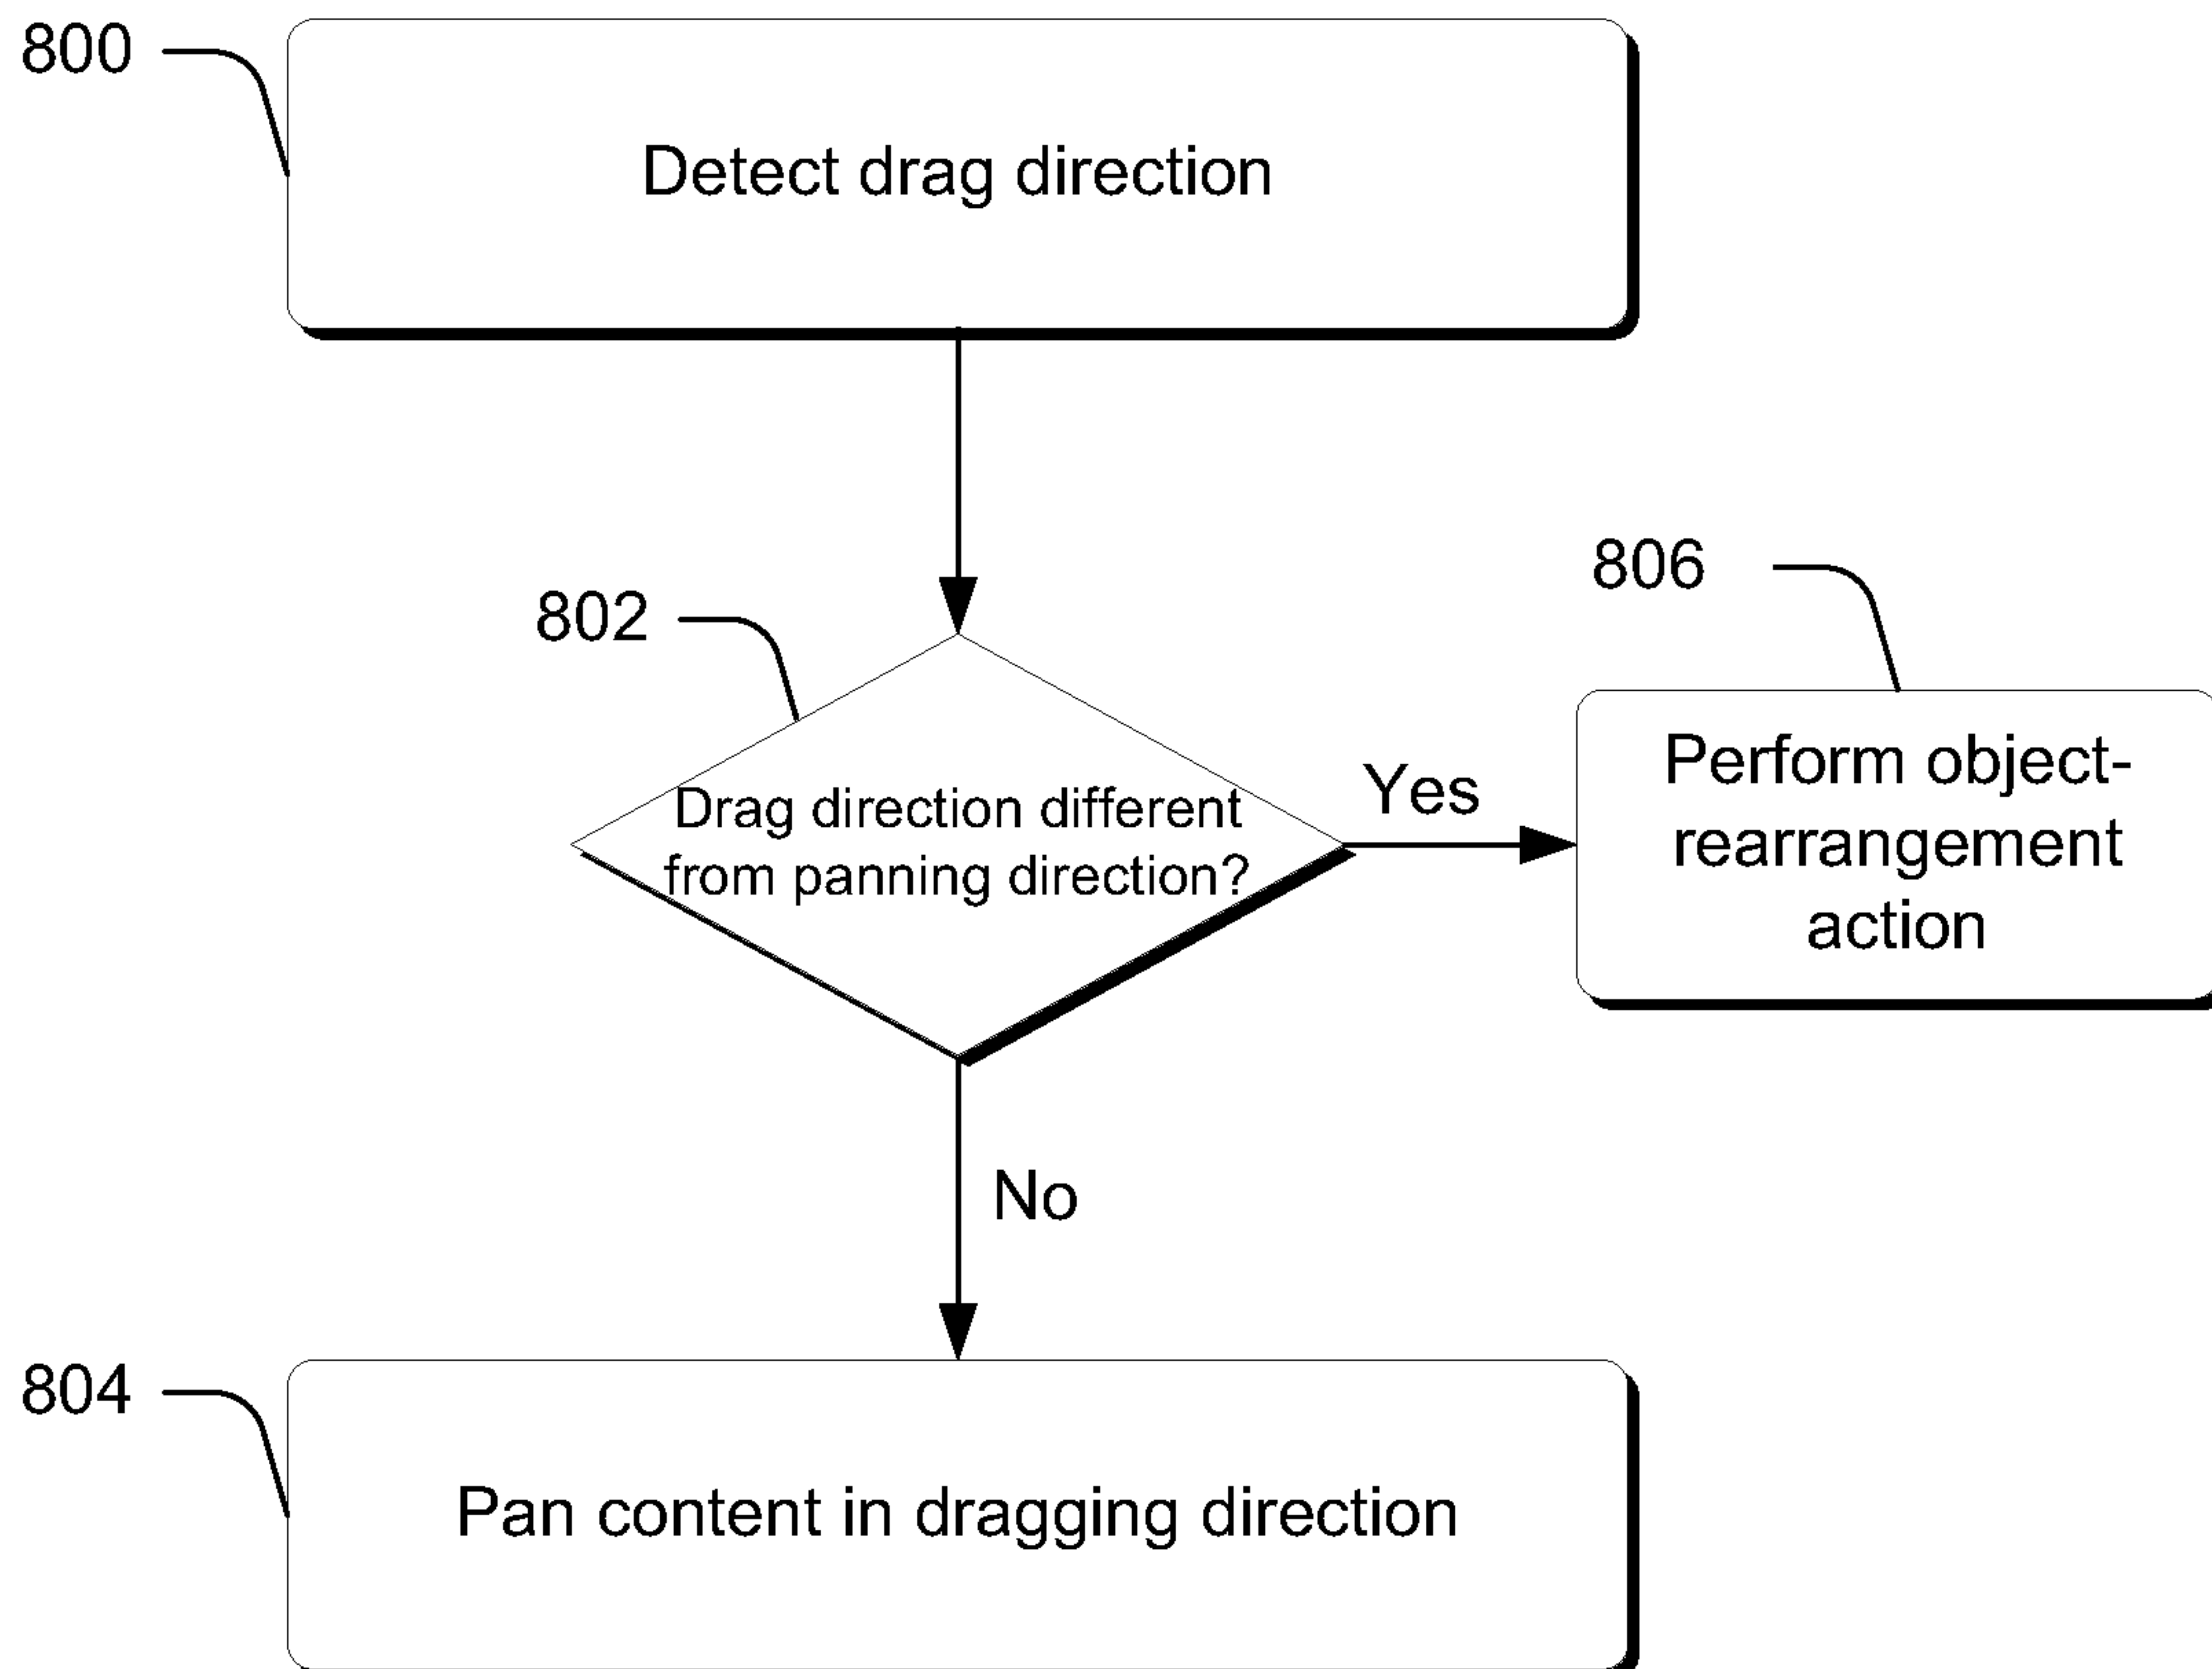 800
Detect drag direction
802
Drag direction different
from panning direction?
Yes
806
Perform object-
rearrangement
action
No
804
Pan content in dragging direction